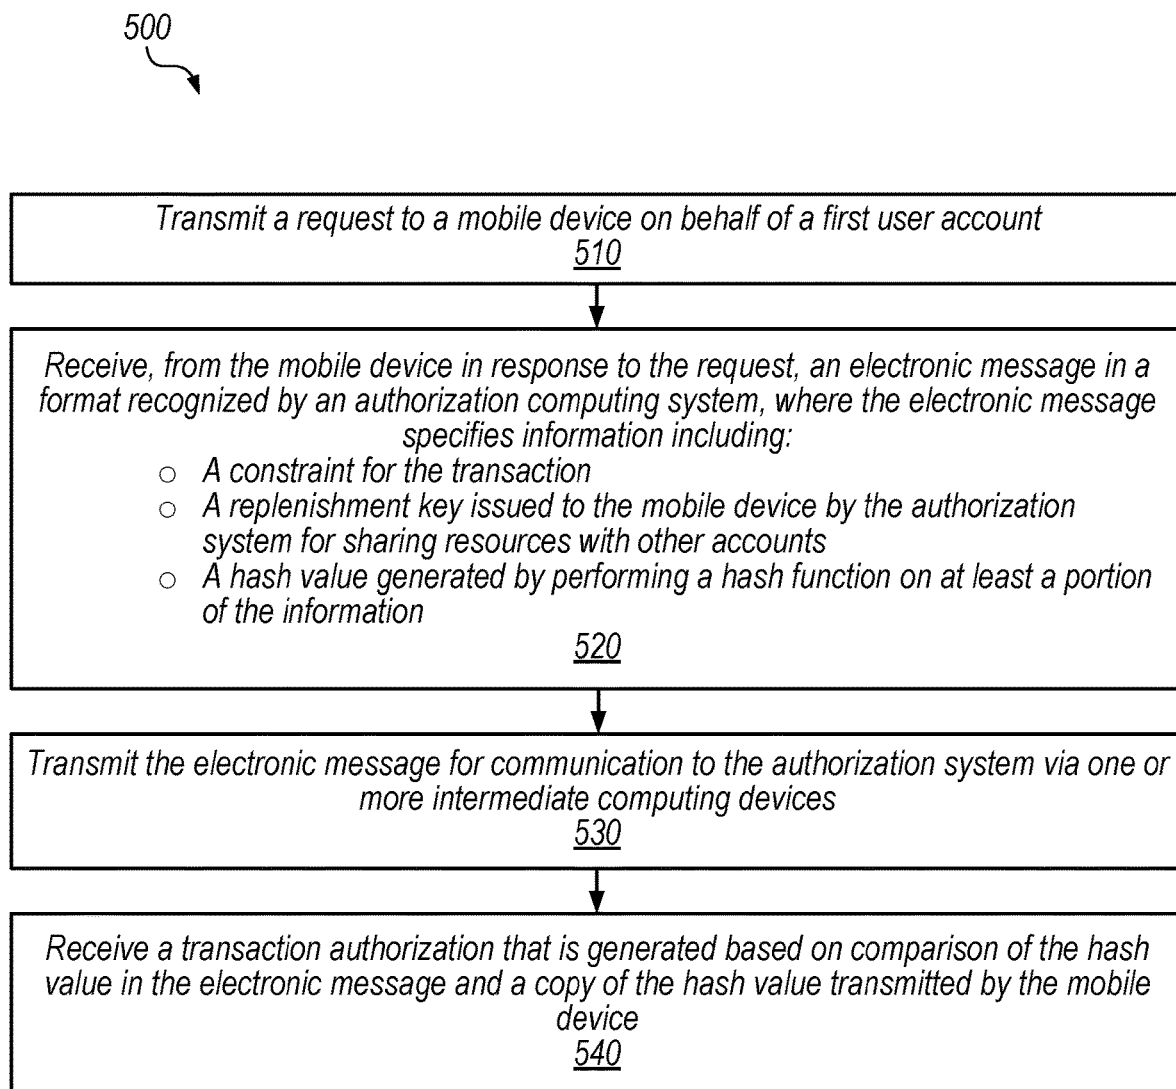 500
Transmit a request to a mobile device on behalf of a first user account
510
Receive, from the mobile device in response to the request, an electronic message in a
format recognized by an authorization computing system, where the electronic message
specifies information including:
○ A constraint for the transaction
○ A replenishment key issued to the mobile device by the authorization
system for sharing resources with other accounts
○ A hash value generated by performing a hash function on at least a portion
of the information
520
Transmit the electronic message for communication to the authorization system via one or
more intermediate computing devices
530
Receive a transaction authorization that is generated based on comparison of the hash
value in the electronic message and a copy of the hash value transmitted by the mobile
device
540